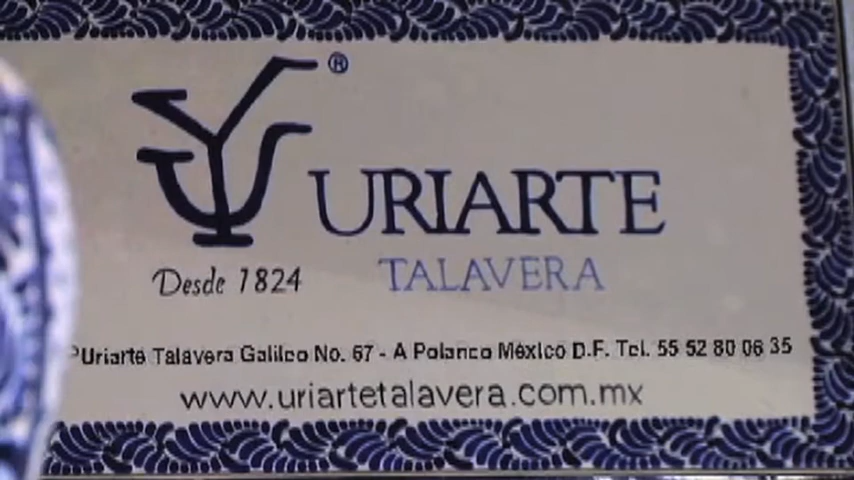 ®
URIARTE
TALAVERA
Desde 1824
Uriarte Talavera Galileo No. 67 - A Polanco México D.F. Tel. 55 52 80 06 35
www.uriartetalavera.com.mx